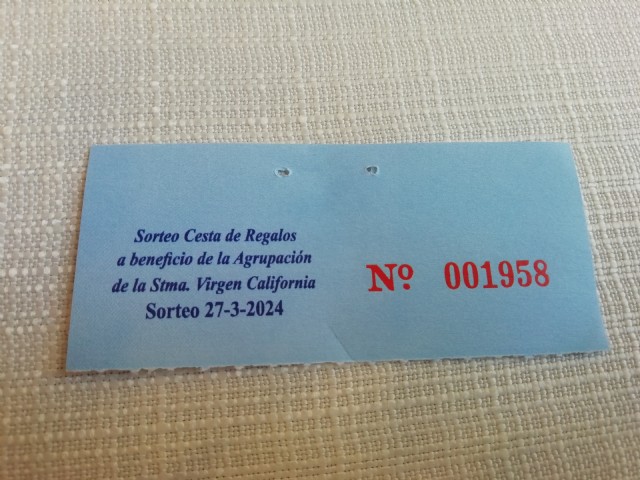 Sorteo Cesta de Regalos
a beneficio de la Agrupación
de la Stma. Virgen California
Sorteo 27-3-2024
Nº 001958